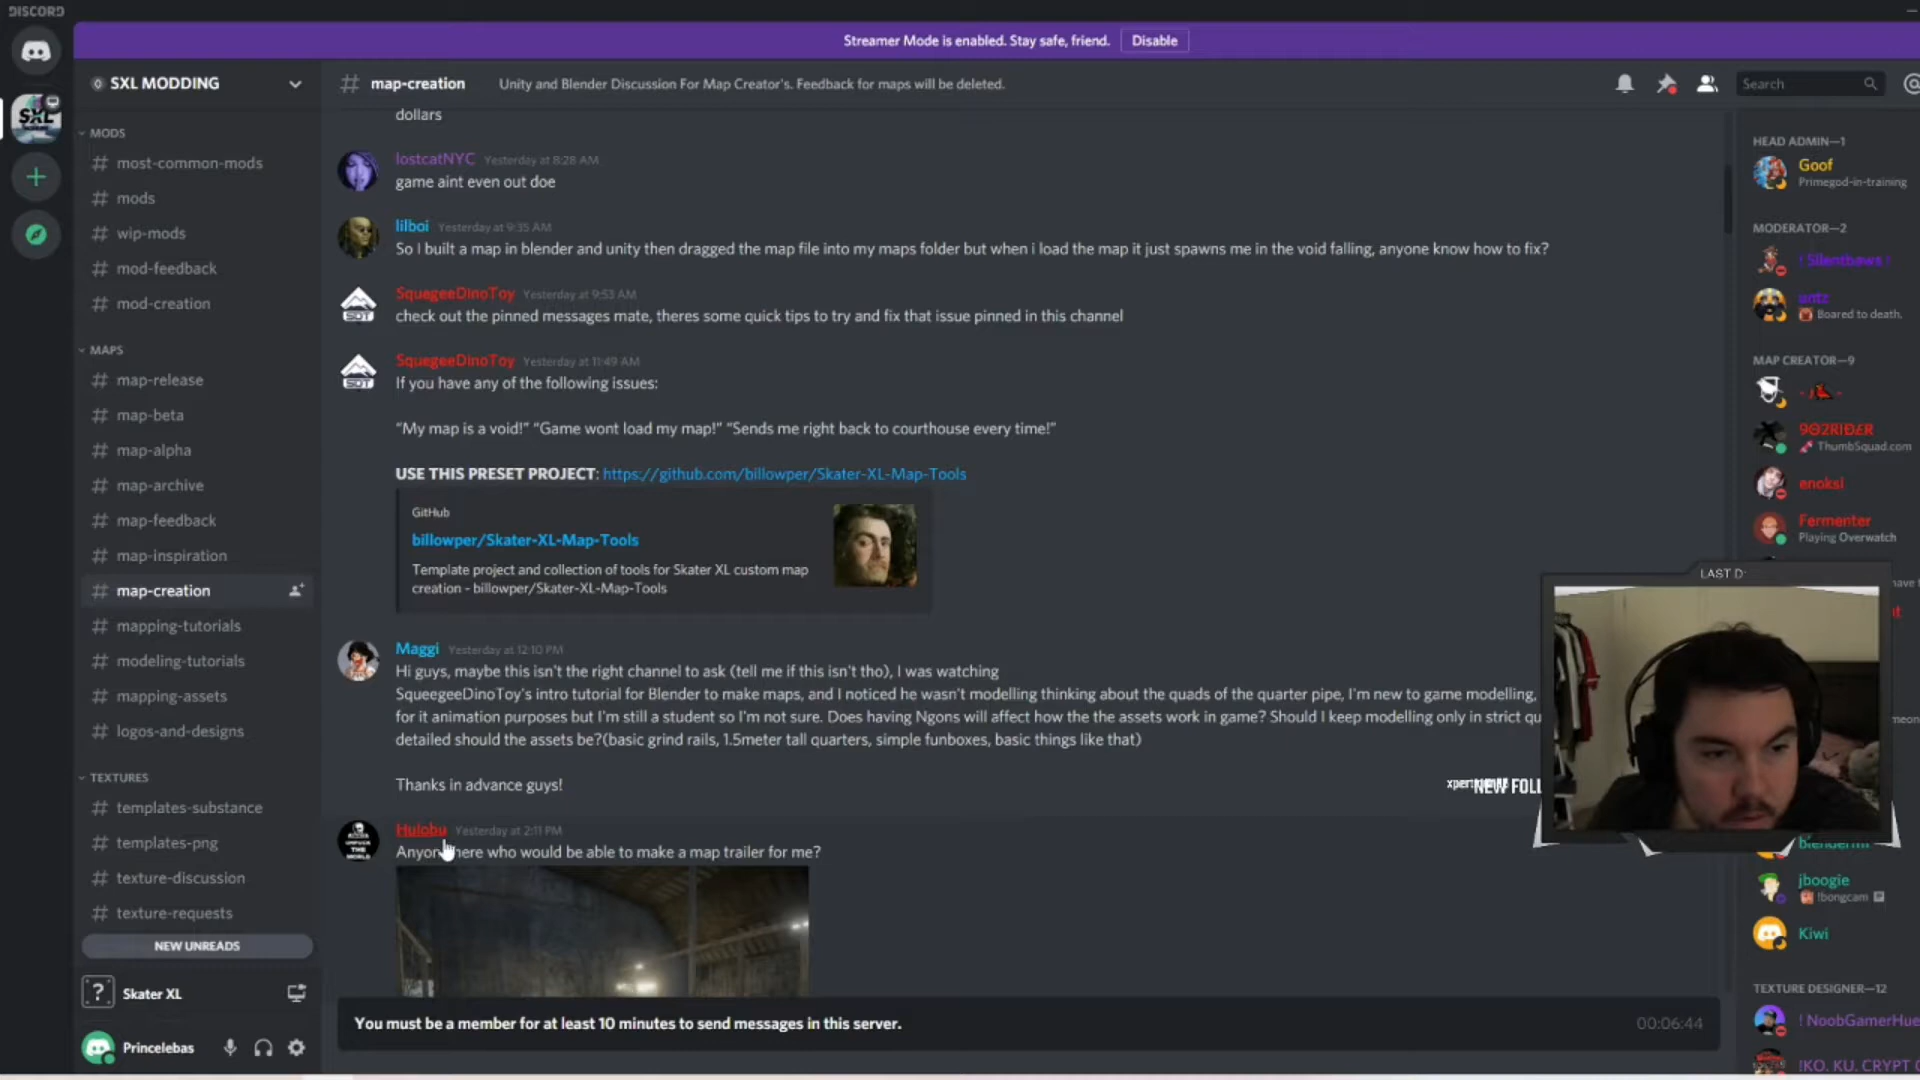 DISCORD
Streamer Mode is enabled. Stay safe, friend.
Disable
SXL MODDING
map-creation
Unity and Blender Discussion For Map Creator's. Feedback for maps will be deleted.
Search
SXL
MODS
most-common-mods
mods
wip-mods
mod-feedback
mod-creation
MAPS
map-release
map-beta
map-alpha
map-archive
map-feedback
map-inspiration
map-creation
mapping-tutorials
modeling-tutorials
mapping-assets
logos-and-designs
TEXTURES
templates-substance
templates-png
texture-discussion
texture-requests
NEW UNREADS
Skater XL
Princelebas
dollars
lostcatNYC Yesterday at 8:28 AM
game aint even out doe
lilboi Yesterday at 9:35 AM
So I built a map in blender and unity then dragged the map file into my maps folder but when i load the map it just spawns me in the void falling, anyone know how to fix?
SquegeeDinoToy Yesterday at 9:53 AM
check out the pinned messages mate, theres some quick tips to try and fix that issue pinned in this channel
SDT
SquegeeDinoToy Yesterday at 11:49 AM
If you have any of the following issues:
SDT
“My map is a void!” “Game wont load my map!” “Sends me right back to courthouse every time!”
USE THIS PRESET PROJECT: https://github.com/billowper/Skater-XL-Map-Tools
GitHub
billowper/Skater-XL-Map-Tools
Template project and collection of tools for Skater XL custom map
creation - billowper/Skater-XL-Map-Tools
Maggi Yesterday at 12:10 PM
Hi guys, maybe this isn't the right channel to ask (tell me if this isn't tho), I was watching
SqueegeeDinoToy's intro tutorial for Blender to make maps, and I noticed he wasn't modelling thinking about the quads of the quarter pipe, I'm new to game modelling,
for it animation purposes but I'm still a student so I'm not sure. Does having Ngons will affect how the the assets work in game? Should I keep modelling only in strict qu
detailed should the assets be?(basic grind rails, 1.5meter tall quarters, simple funboxes, basic things like that)
Thanks in advance guys!
NEW FOLL
Hulobu Yesterday at 2:11 PM
Anyon here who would be able to make a map trailer for me?
You must be a member for at least 10 minutes to send messages in this server.
00:06:44
HEAD ADMIN—1
Goof
Primegod-in-training
MODERATOR—2
! Silentbaws !
untz
Boared to death.
MAP CREATOR—9
ThumbSquad.com
enoksi
Fermenter
Playing Overwatch
LAST D
jboogie
!bongcam
Kiwi
TEXTURE DESIGNER—12
! NoobGamerHue
!KO. KU. CRYPT